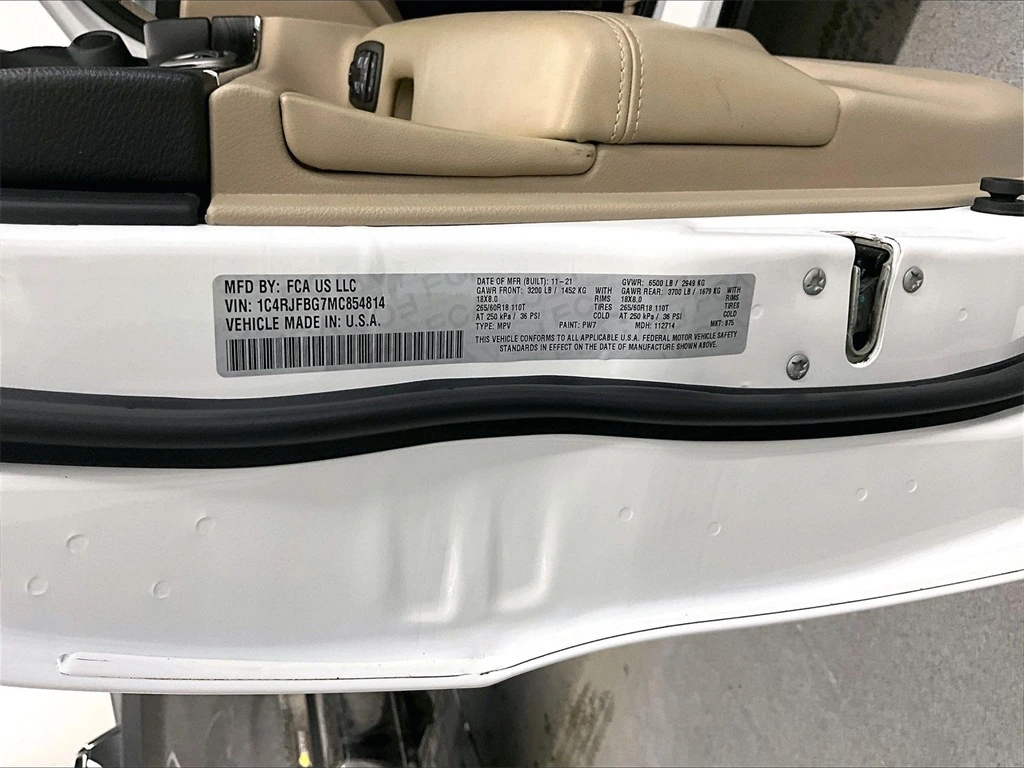 MFD BY: FCA US LLC
VIN: 1C4RJFBG7MC854814
VEHICLE MADE IN: U.S.A.
DATE OF MFR (BUILT): 11-21
GAWR FRONT: 3200 LB / 1452 KG WITH
18X8.0 RIMS
265/60R18 110T TIRES
AT 250 kPa / 36 PSI COLD
GVWR: 6500 LB / 2949 KG
GAWR REAR: 3700 LB / 1679 KG WITH
18X8.0 RIMS
265/60R18 110T TIRES
AT 250 kPa / 36 PSI COLD
TYPE: MPV PAINT: PW7 MDH: 112714 MKT: 875
THIS VEHICLE CONFORMS TO ALL APPLICABLE U.S.A. FEDERAL MOTOR VEHICLE SAFETY
STANDARDS IN EFFECT ON THE DATE OF MANUFACTURE SHOWN ABOVE.